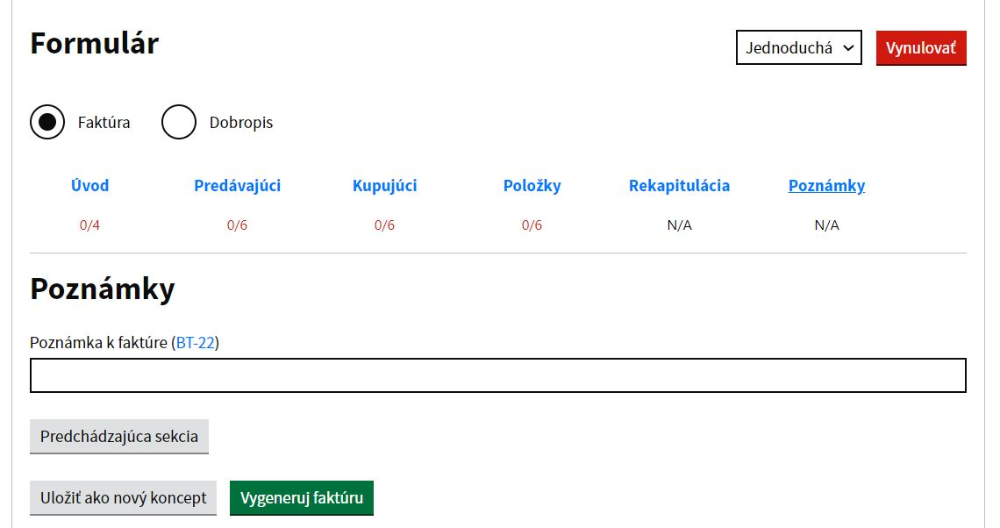 Formulár
Jednoduchá
Vynulovať
Faktúra
Dobropis
Úvod Predávajúci Kupujúci Položky Rekapitulácia Poznámky
0/4 0/6 0/6 0/6 N/A N/A
Poznámky
Poznámka k faktúre (BT-22)
Predchádzajúca sekcia
Uložiť ako nový koncept
Vygeneruj faktúru